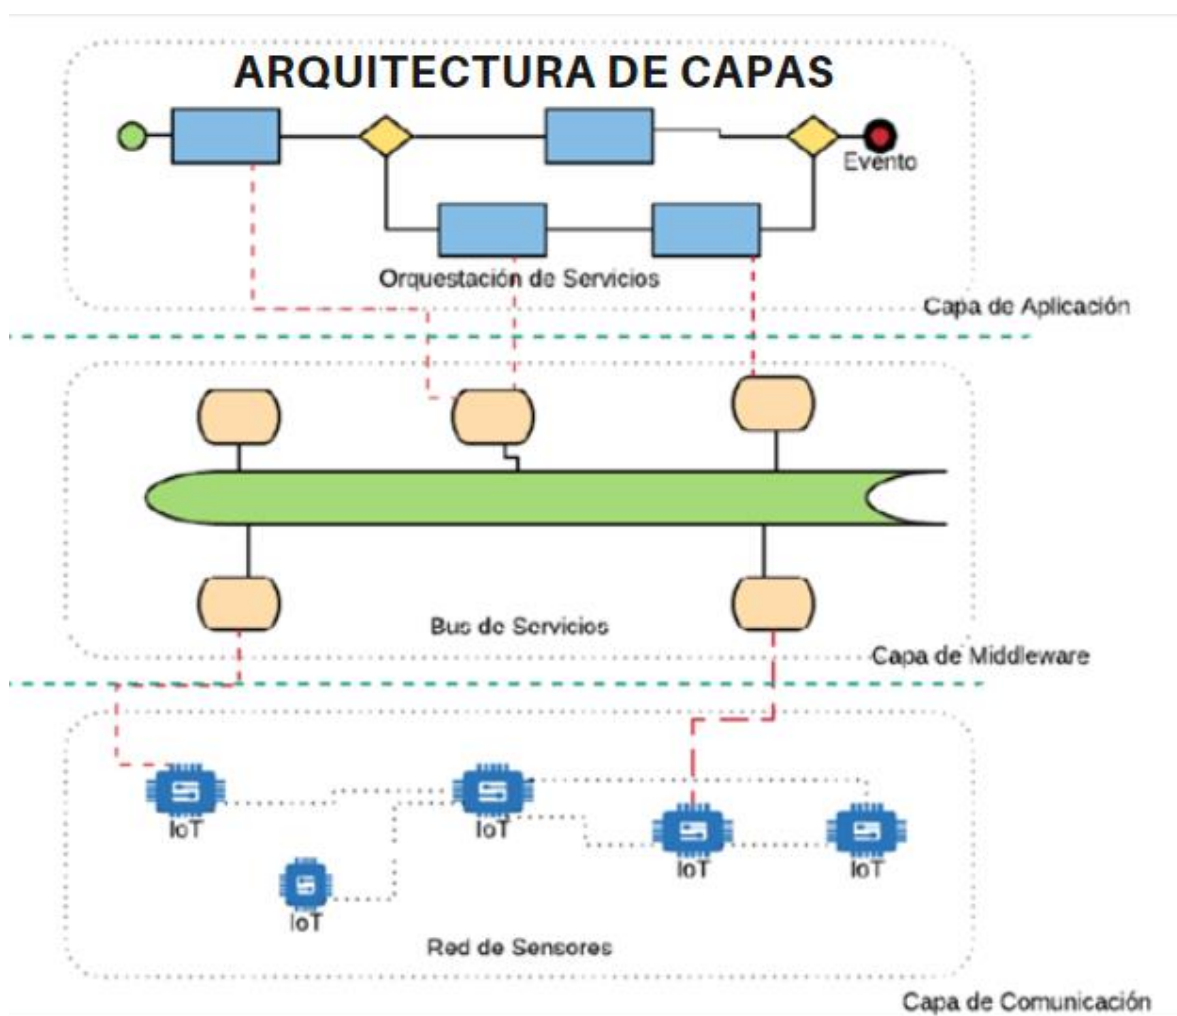 ARQUITECTURA DE CAPAS
Evento
Orquestación de Servicios
Capa de Aplicación
Bus de Servicios
Capa de Middleware
IoT
IoT
IoT
IoT
IoT
Red de Sensores
Capa de Comunicación